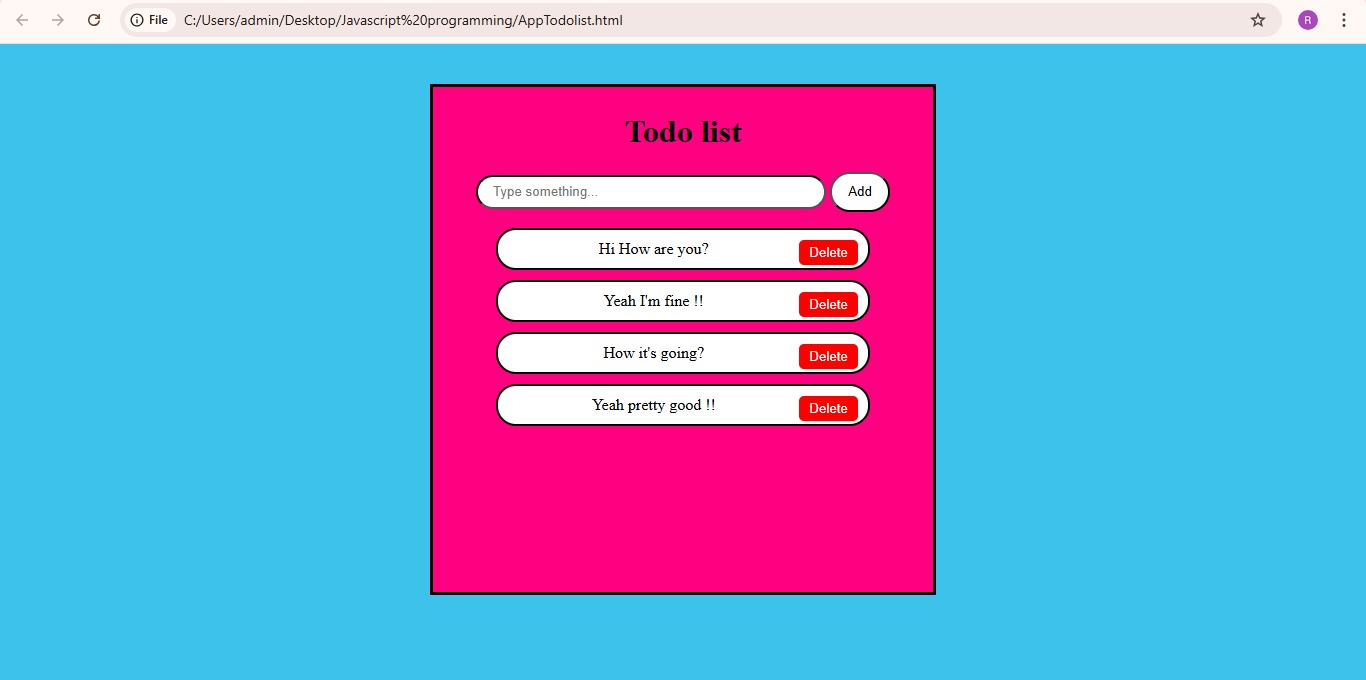 File C:/Users/admin/Desktop/Javascript%20programming/AppTodolist.html R
Todo list
Type something... Add
Hi How are you? Delete
Yeah I'm fine !! Delete
How it's going? Delete
Yeah pretty good !! Delete